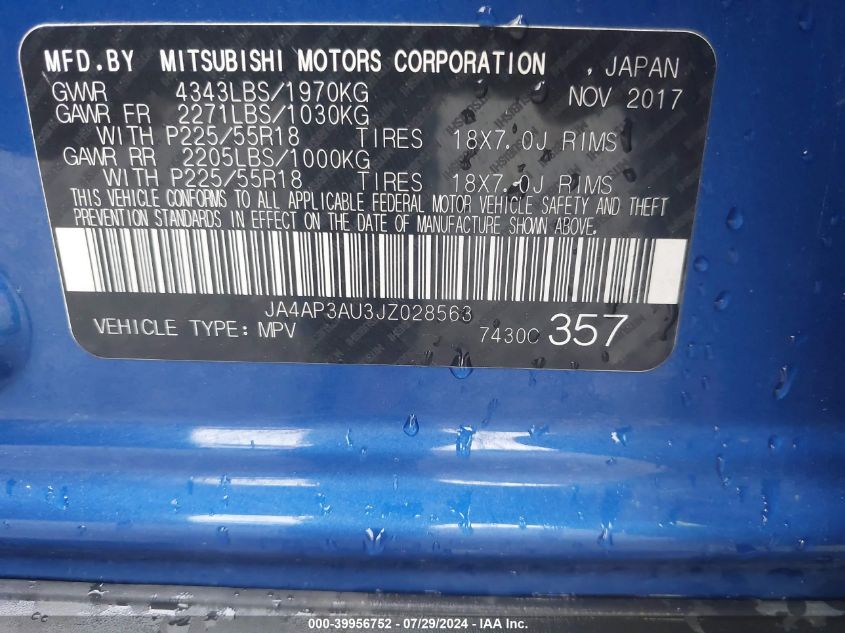 MFD.BY MITSUBISHI MOTORS CORPORATION , JAPAN
GVWR 4343LBS/1970KG NOV 2017
GAWR FR 2271LBS/1030KG
WITH P225/55R18 TIRES 18X7.0J RIMS
GAWR RR 2205LBS/1000KG
WITH P225/55R18 TIRES 18X7.0J RIMS
THIS VEHICLE CONFORMS TO ALL APPLICABLE FEDERAL MOTOR VEHICLE SAFETY AND THEFT
PREVENTION STANDARDS IN EFFECT ON THE DATE OF MANUFACTURE SHOWN ABOVE.
JA4AP3AU3JZ028563
VEHICLE TYPE: MPV 7430C 357
000-39956752 / 07/29/2024 / IAA Inc.